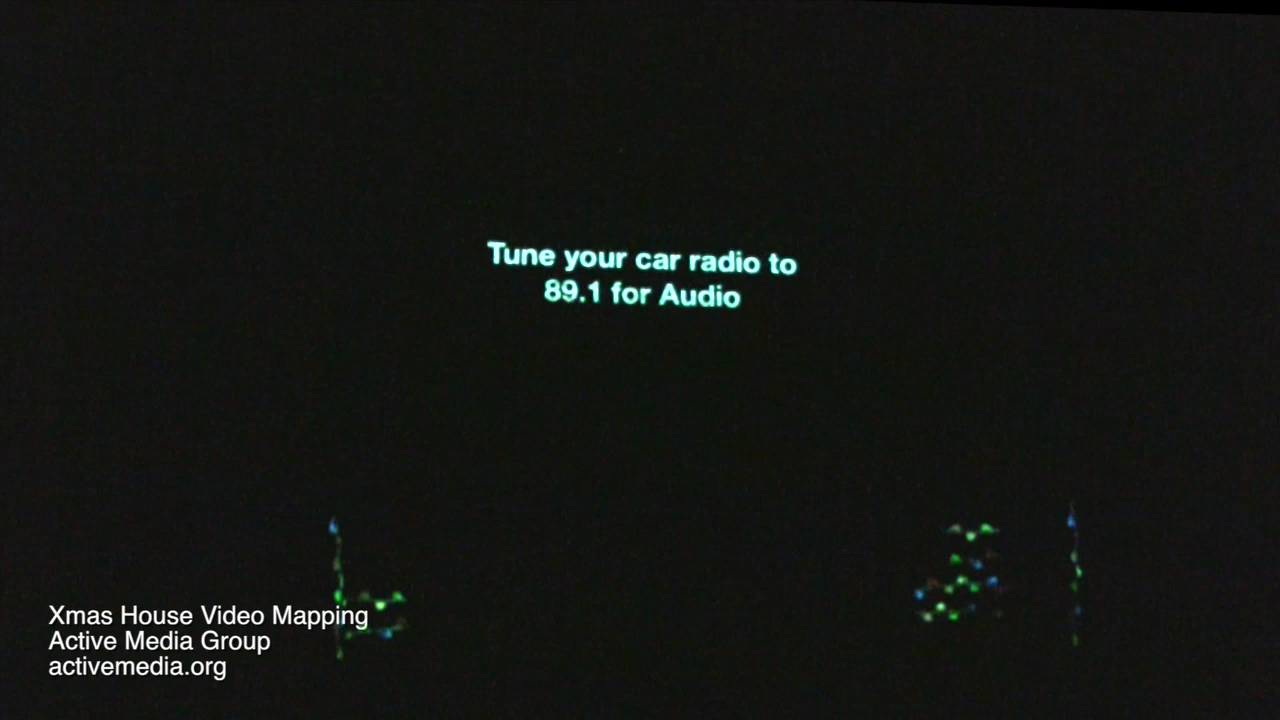 Tune your car radio to
89.1 for Audio
Xmas House Video Mapping
Active Media Group
activemedia.org